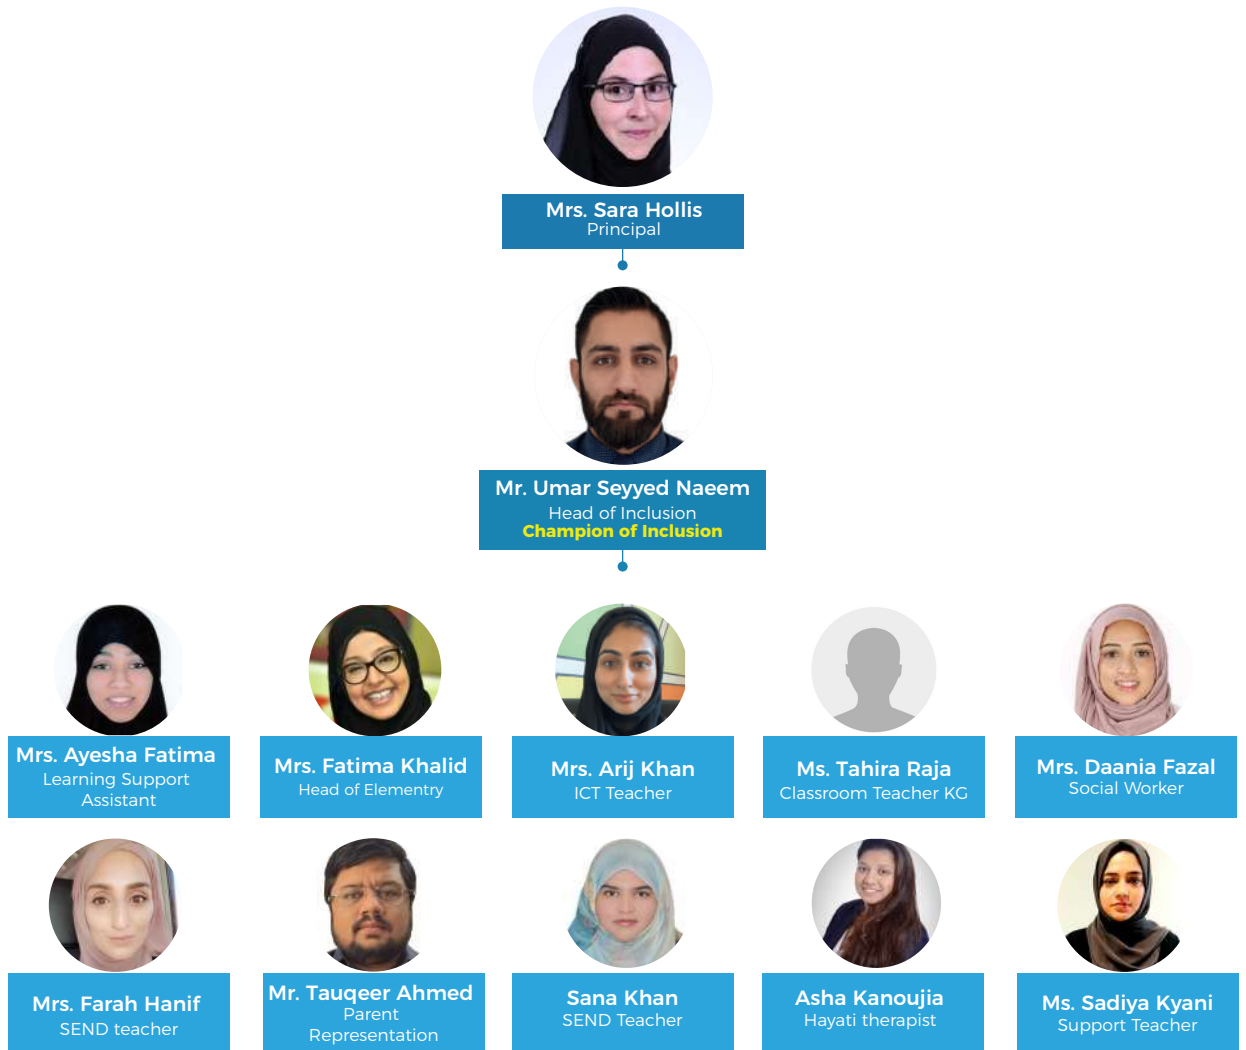 Mrs. Sara Hollis
Principal
Mr. Umar Seyyed Naeem
Head of Inclusion
Champion of Inclusion
Mrs. Ayesha Fatima
Learning Support
Assistant
Mrs. Fatima Khalid
Head of Elementry
Mrs. Arij Khan
ICT Teacher
Ms. Tahira Raja
Classroom Teacher KG
Mrs. Daania Fazal
Social Worker
Mrs. Farah Hanif
SEND teacher
Mr. Tauqeer Ahmed
Parent
Representation
Sana Khan
SEND Teacher
Asha Kanoujia
Hayati therapist
Ms. Sadiya Kyani
Support Teacher